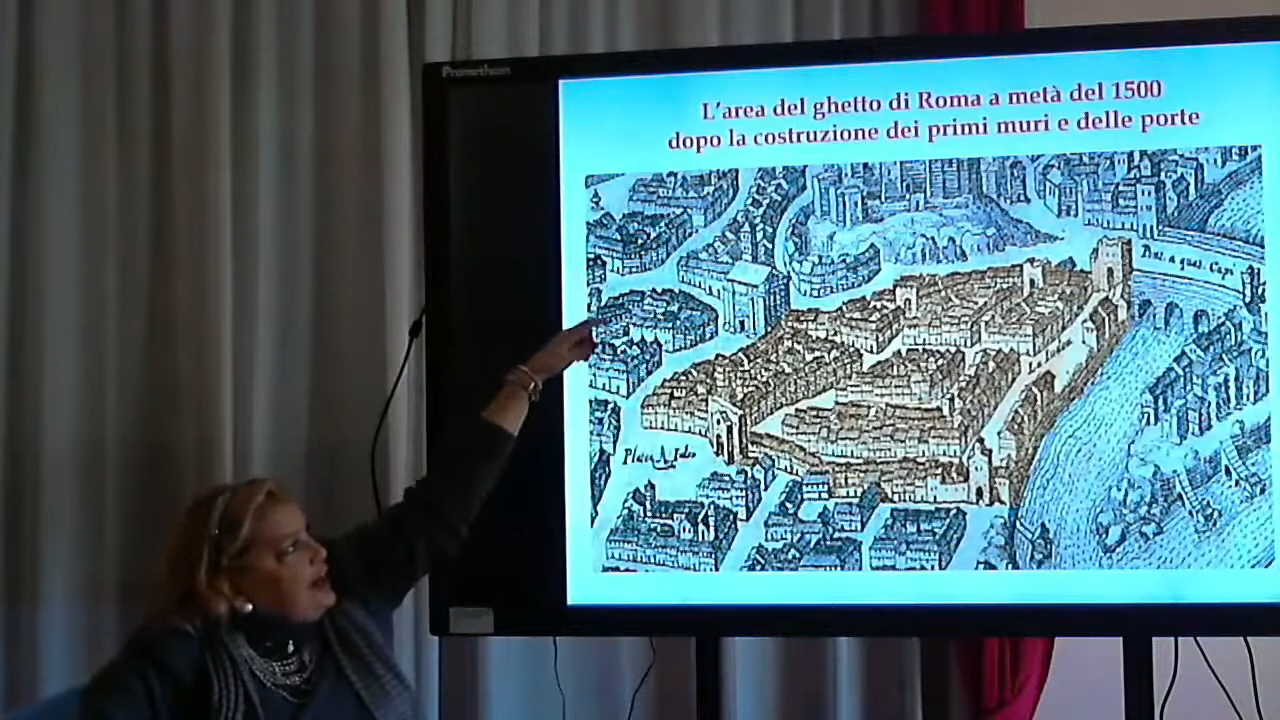 Promethean
L'area del ghetto di Roma a metà del 1500
dopo la costruzione dei primi muri e delle porte